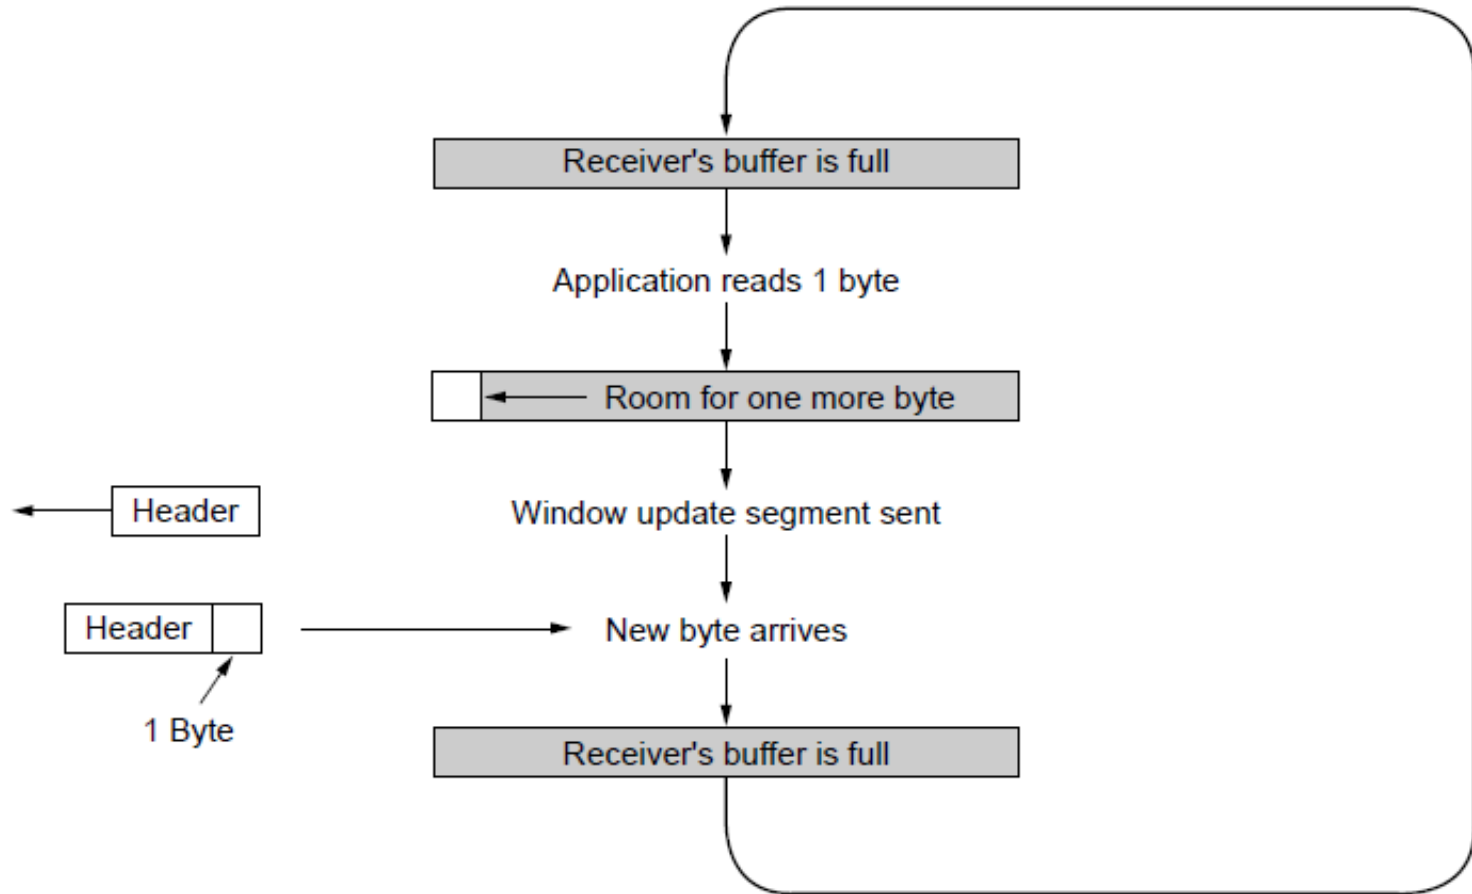 Receiver's buffer is full
Application reads 1 byte
Room for one more byte
Header
Window update segment sent
Header
New byte arrives
1 Byte
Receiver's buffer is full